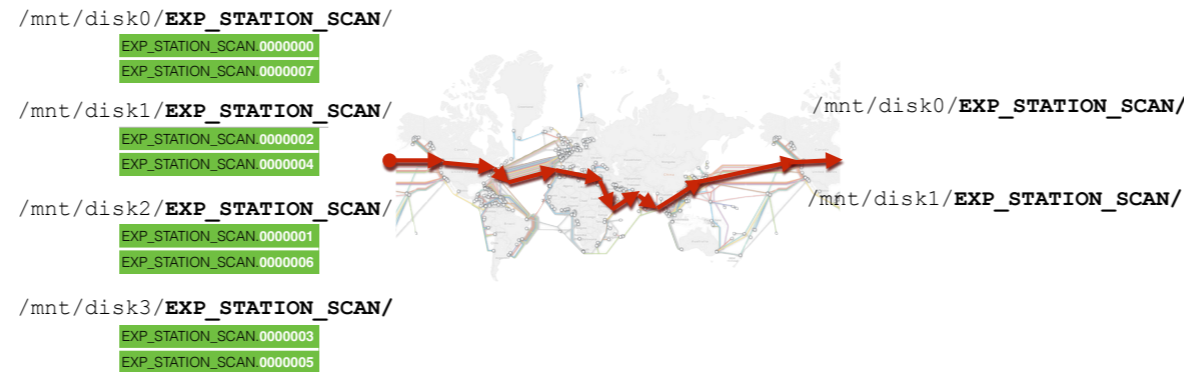 /mnt/disk0/EXP_STATION_SCAN/
EXP_STATION_SCAN.0000000
EXP_STATION_SCAN.0000007
/mnt/disk1/EXP_STATION_SCAN/
EXP_STATION_SCAN.0000002
EXP_STATION_SCAN.0000004
/mnt/disk2/EXP_STATION_SCAN/
EXP_STATION_SCAN.0000001
EXP_STATION_SCAN.0000006
/mnt/disk3/EXP_STATION_SCAN/
EXP_STATION_SCAN.0000003
EXP_STATION_SCAN.0000005
/mnt/disk0/EXP_STATION_SCAN/
/mnt/disk1/EXP_STATION_SCAN/